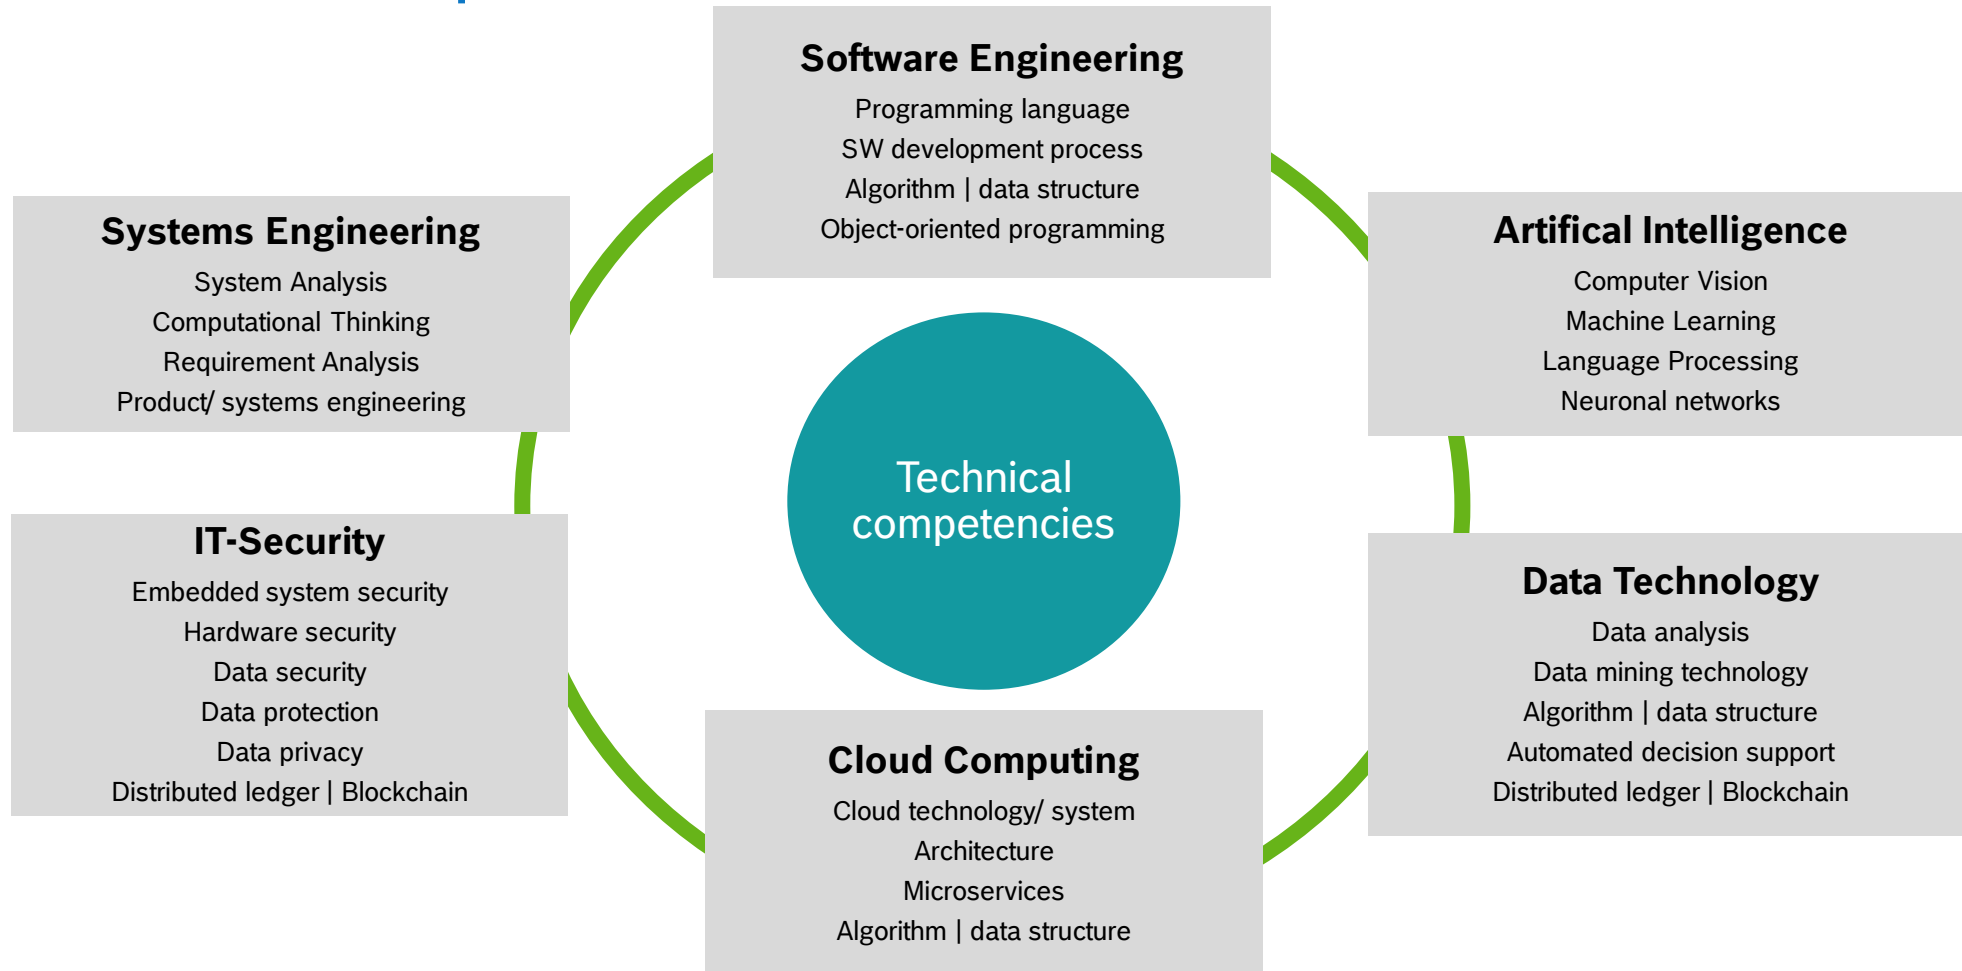 Software Engineering
Programming language
SW development process
Algorithm | data structure
Object-oriented programming
Systems Engineering
System Analysis
Computational Thinking
Requirement Analysis
Product/ systems engineering
Artifical Intelligence
Computer Vision
Machine Learning
Language Processing
Neuronal networks
Technical
competencies
IT-Security
Embedded system security
Hardware security
Data security
Data protection
Data privacy
Distributed ledger | Blockchain
Data Technology
Data analysis
Data mining technology
Algorithm | data structure
Automated decision support
Distributed ledger | Blockchain
Cloud Computing
Cloud technology/ system
Architecture
Microservices
Algorithm | data structure